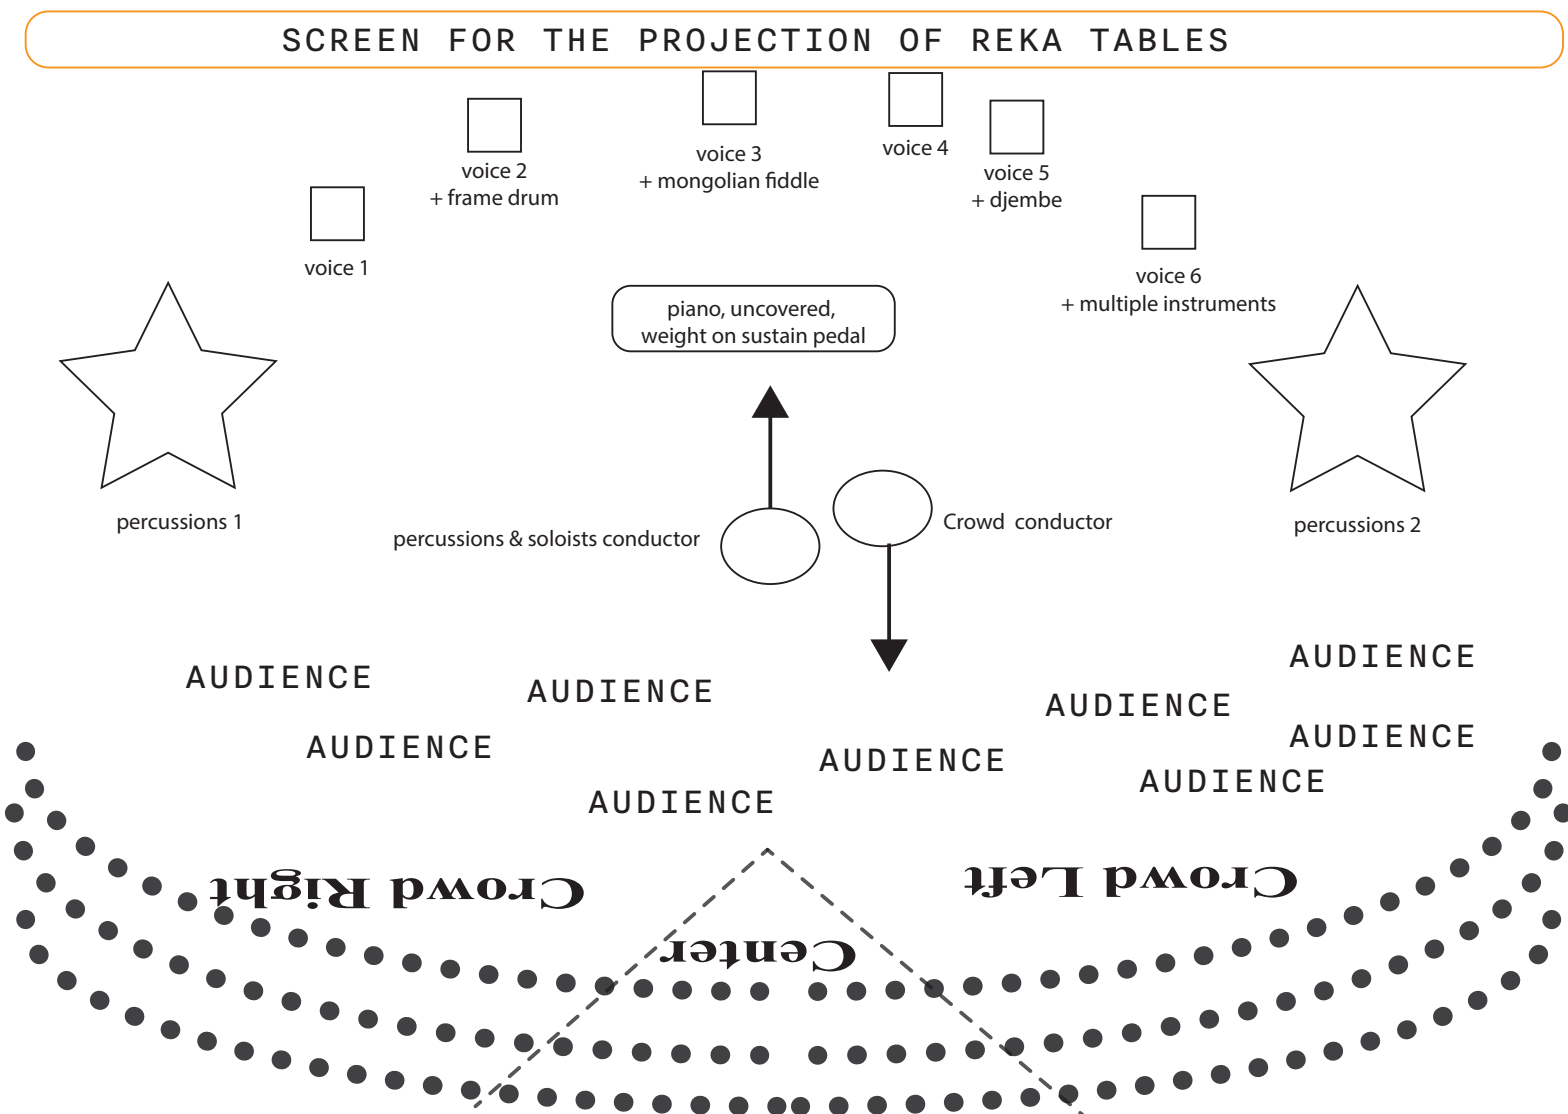 SCREEN FOR THE PROJECTION OF REKA TABLES
voice 1
voice 2
+ frame drum
voice 3
+ mongolian fiddle
voice 4
voice 5
+ djembe
voice 6
+ multiple instruments
piano, uncovered,
weight on sustain pedal
percussions 1
percussions & soloists conductor
Crowd conductor
percussions 2
AUDIENCE
AUDIENCE
AUDIENCE
AUDIENCE
AUDIENCE
AUDIENCE
AUDIENCE
AUDIENCE
AUDIENCE
Crowd Right
Center
Crowd Left